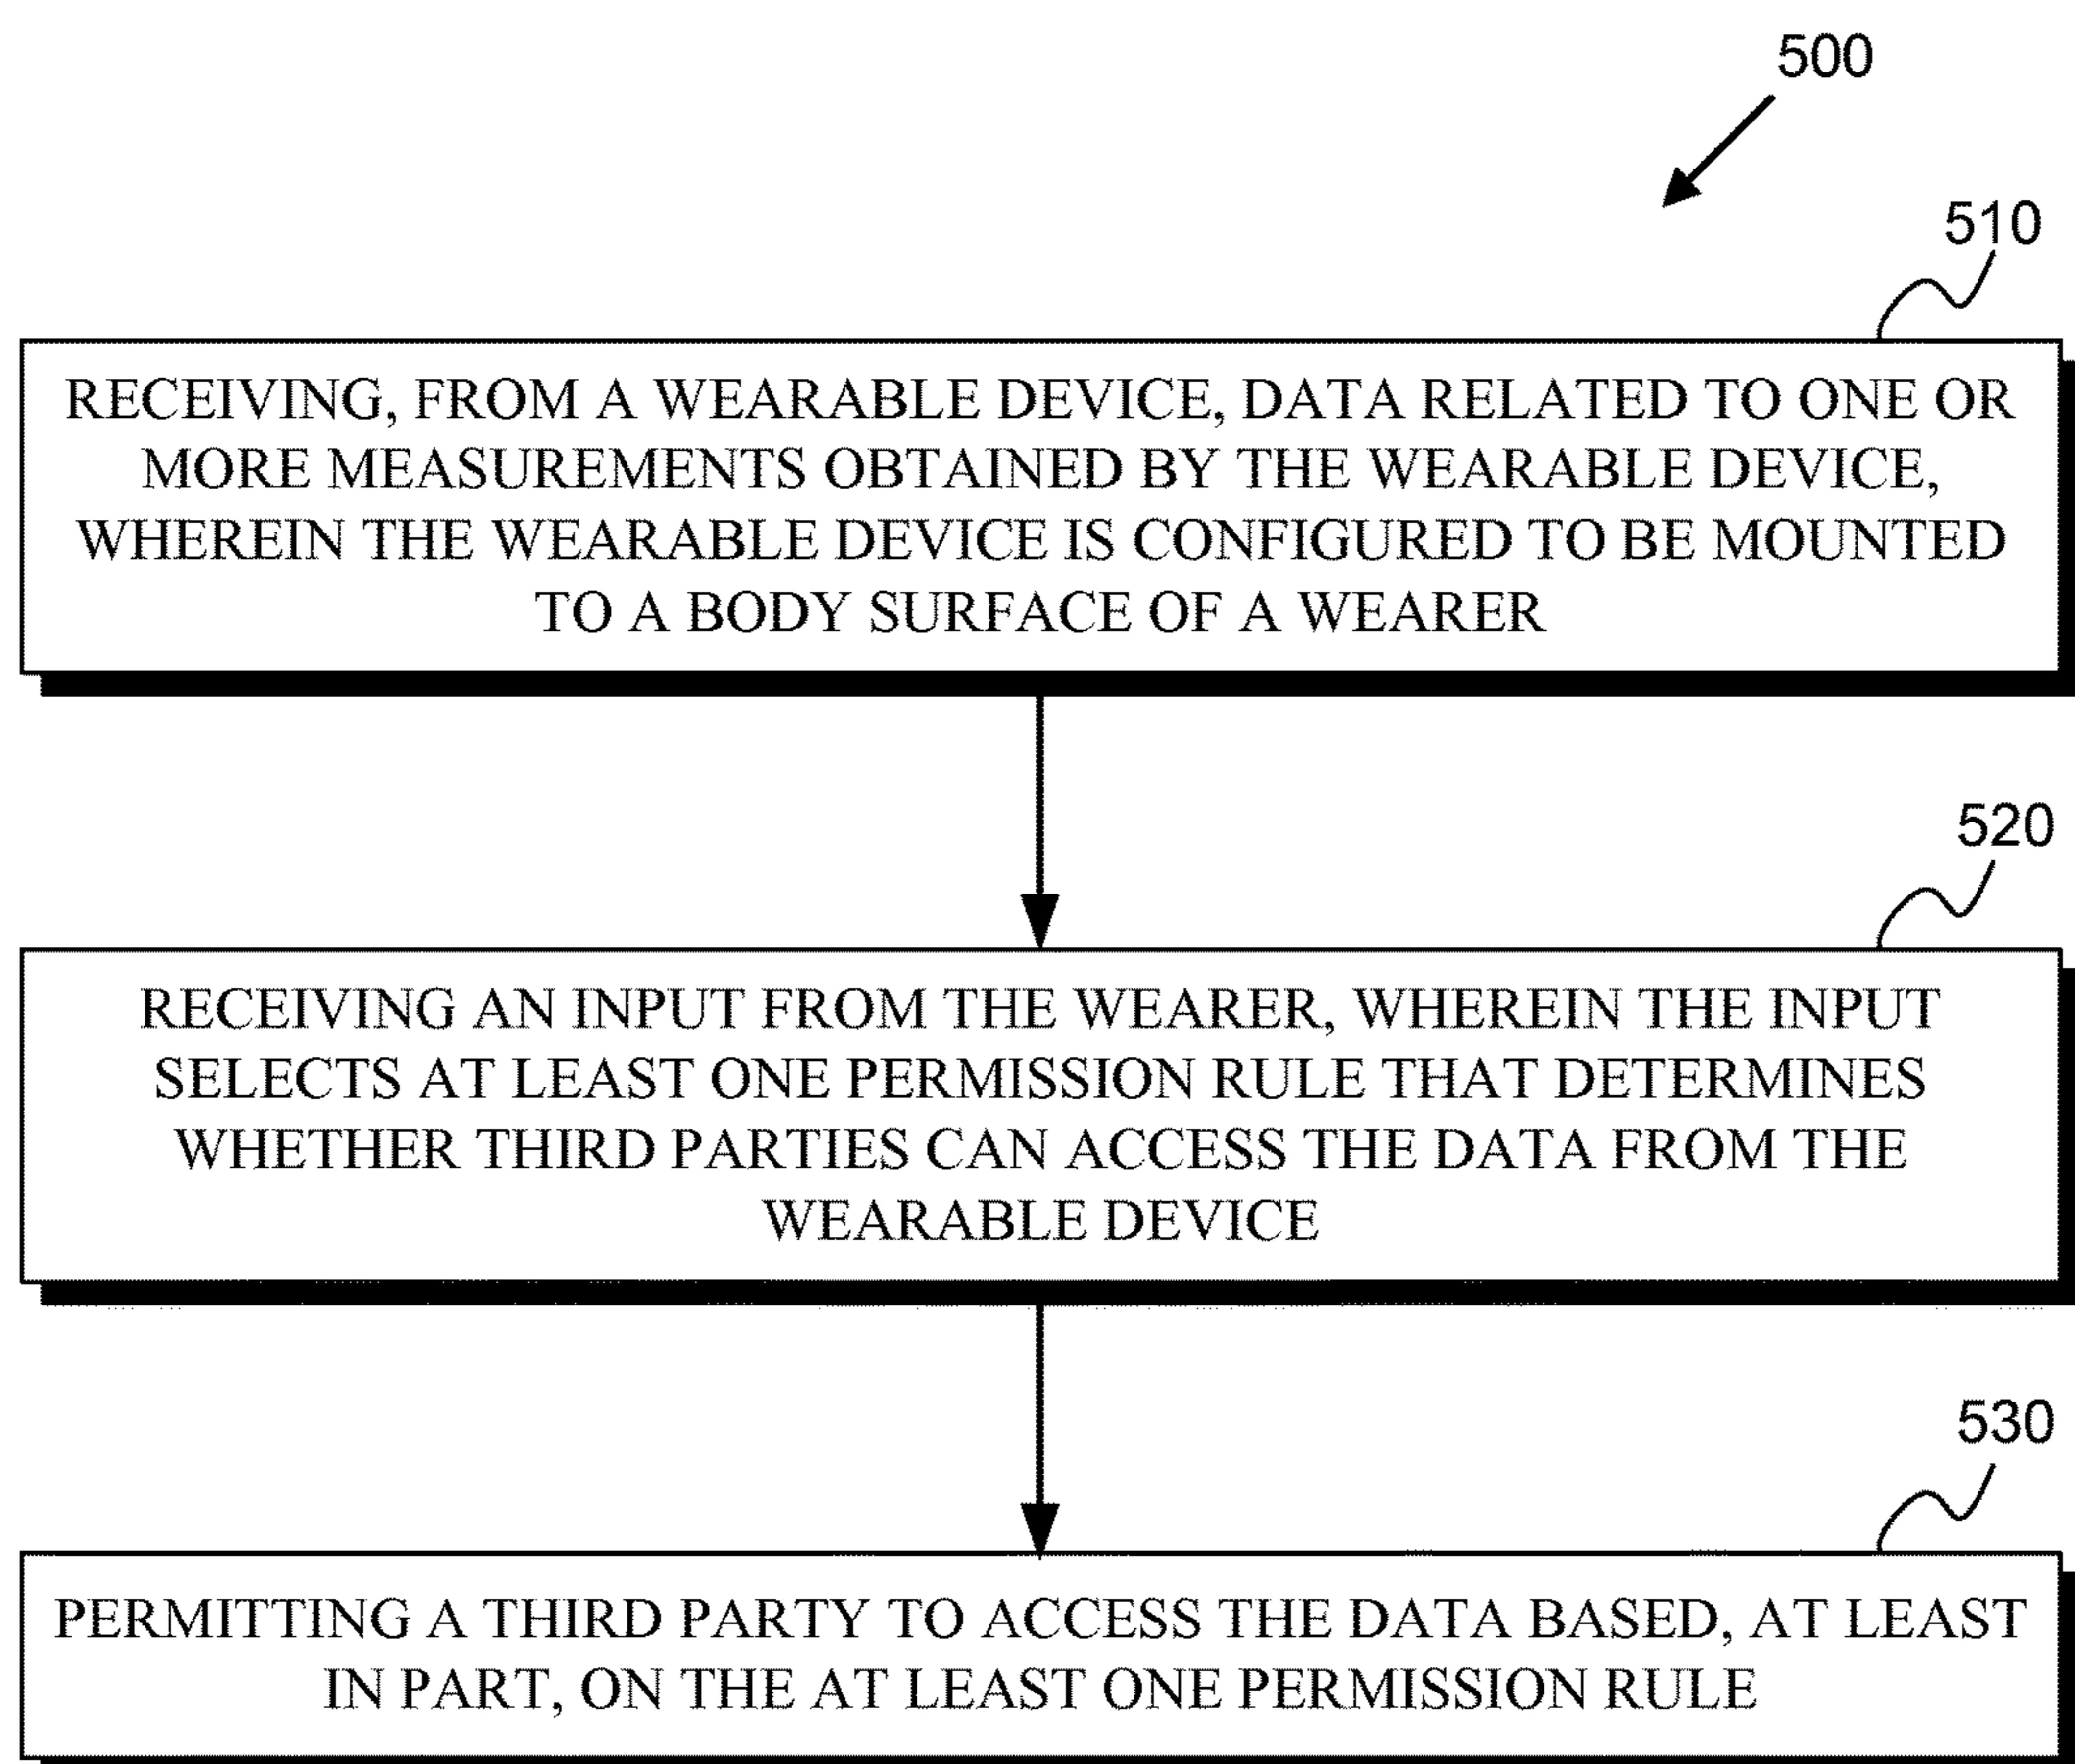 500
510
RECEIVING, FROM A WEARABLE DEVICE, DATA RELATED TO ONE OR
MORE MEASUREMENTS OBTAINED BY THE WEARABLE DEVICE,
WHEREIN THE WEARABLE DEVICE IS CONFIGURED TO BE MOUNTED
TO A BODY SURFACE OF A WEARER
520
RECEIVING AN INPUT FROM THE WEARER, WHEREIN THE INPUT
SELECTS AT LEAST ONE PERMISSION RULE THAT DETERMINES
WHETHER THIRD PARTIES CAN ACCESS THE DATA FROM THE
WEARABLE DEVICE
530
PERMITTING A THIRD PARTY TO ACCESS THE DATA BASED, AT LEAST
IN PART, ON THE AT LEAST ONE PERMISSION RULE